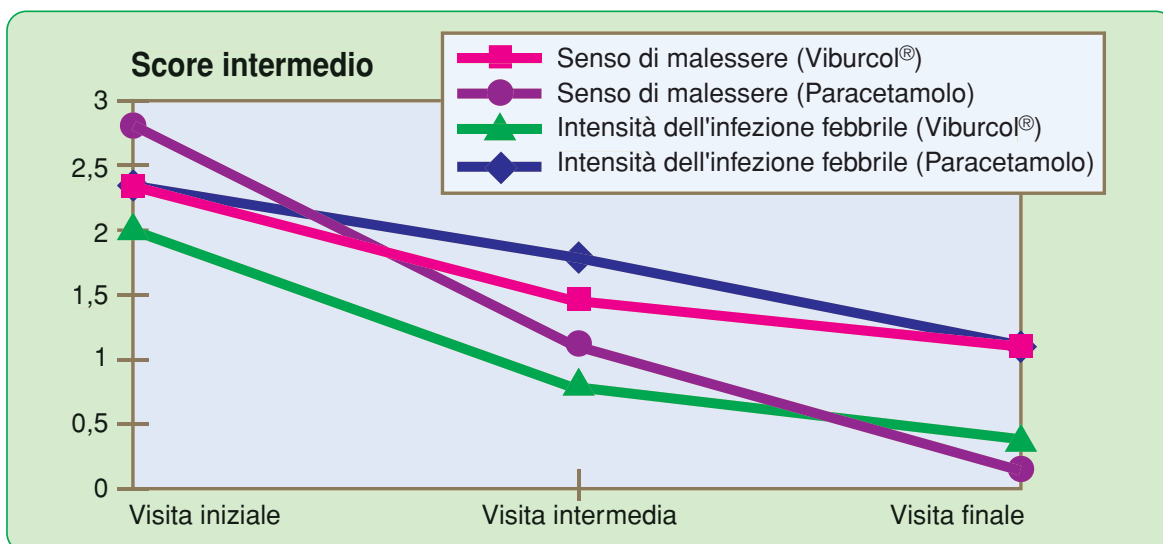 Score intermedio
Senso di malessere (Viburcol®)
Senso di malessere (Paracetamolo)
Intensità dell'infezione febbrile (Viburcol®)
Intensità dell'infezione febbrile (Paracetamolo)
3
2,5
2
1,5
1
0,5
0
Visita iniziale Visita intermedia Visita finale